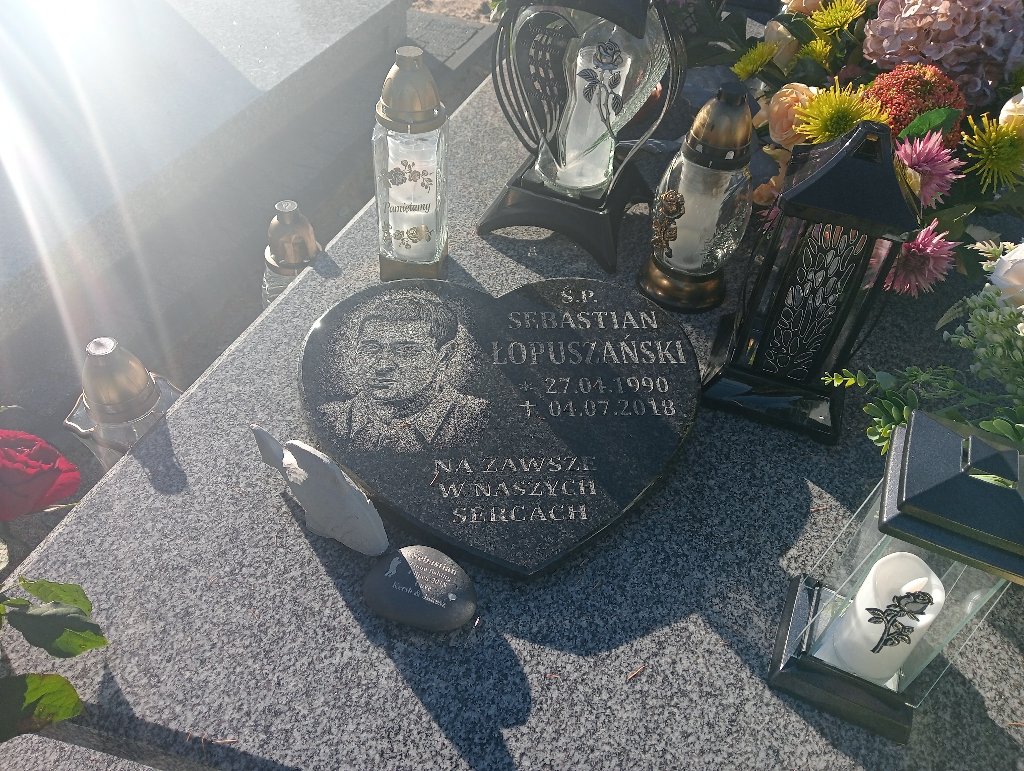 Pamiętamy
Ś.P.
SEBASTIAN
ŁOPUSZAŃSKI
* 27.04.1990
† 04.07.2018
NA ZAWSZE
W NASZYCH
SERCACH